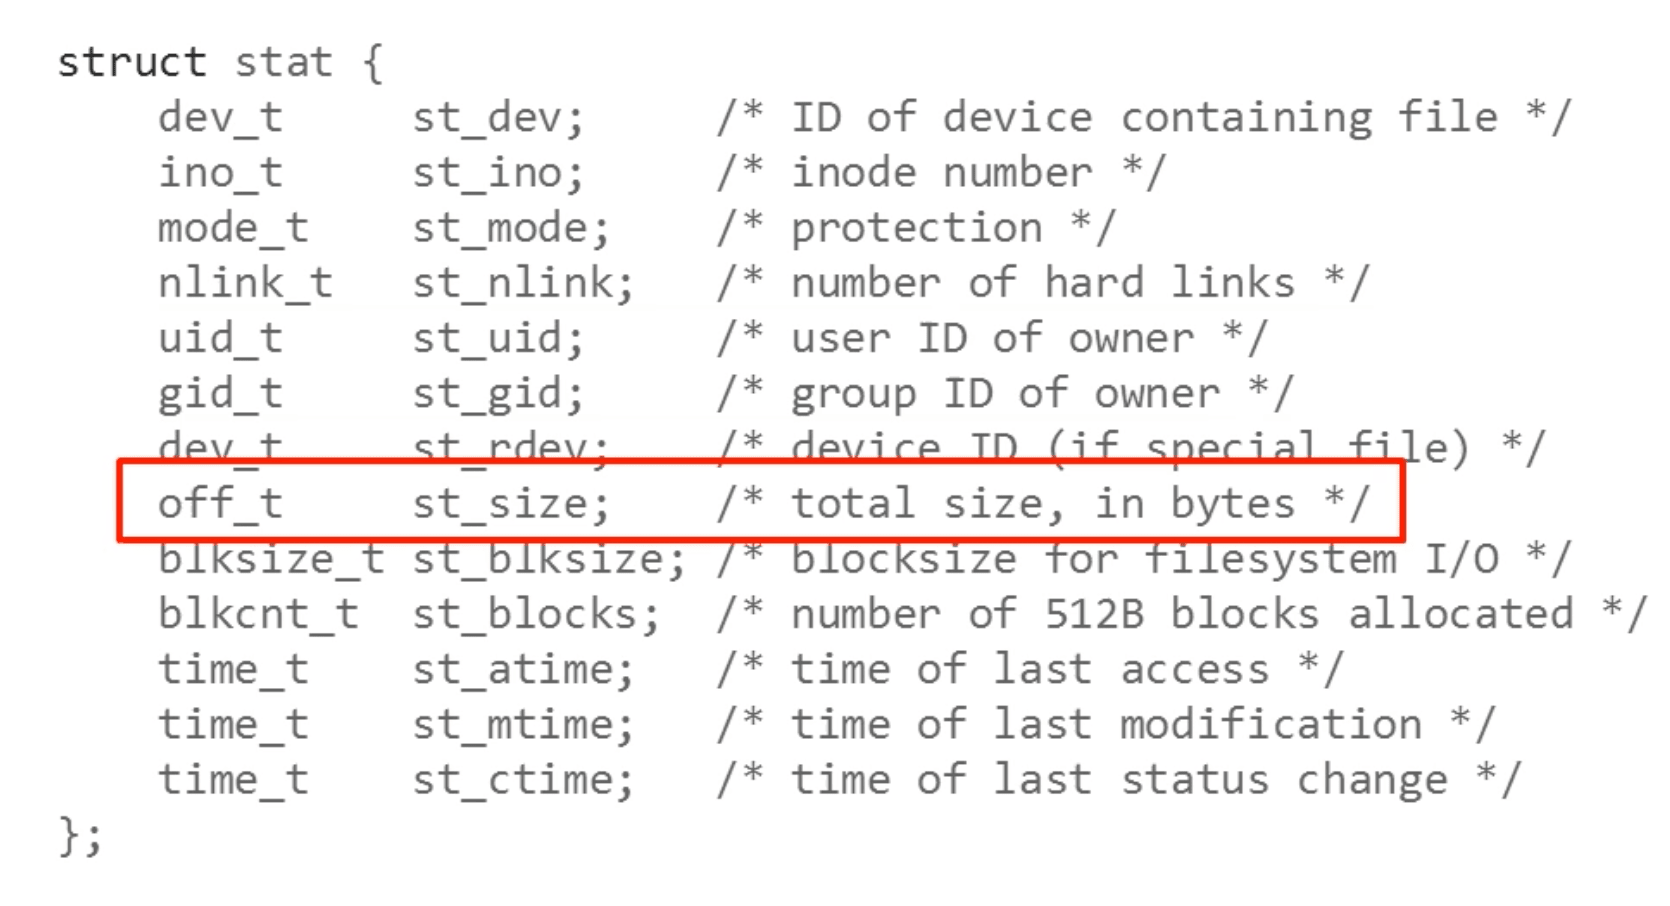 struct stat {
    dev_t     st_dev;     /* ID of device containing file */
    ino_t     st_ino;     /* inode number */
    mode_t    st_mode;    /* protection */
    nlink_t   st_nlink;   /* number of hard links */
    uid_t     st_uid;     /* user ID of owner */
    gid_t     st_gid;     /* group ID of owner */
    dev_t     st_rdev;    /* device ID (if special file) */
    off_t     st_size;    /* total size, in bytes */
    blksize_t st_blksize; /* blocksize for filesystem I/O */
    blkcnt_t  st_blocks;  /* number of 512B blocks allocated */
    time_t    st_atime;   /* time of last access */
    time_t    st_mtime;   /* time of last modification */
    time_t    st_ctime;   /* time of last status change */
};